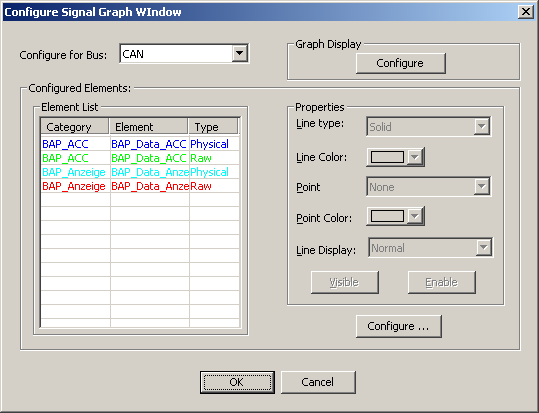 Configure Signal Graph WIndow
Configure for Bus: CAN
Graph Display
Configure
Configured Elements:
Element List
Category Element Type
BAP_ACC BAP_Data_ACC Physical
BAP_ACC BAP_Data_ACC Raw
BAP_Anzeige BAP_Data_Anze Physical
BAP_Anzeige BAP_Data_Anze Raw
Properties
Line type: Solid
Line Color:
Point None
Point Color:
Line Display: Normal
Visible Enable
Configure ...
OK Cancel